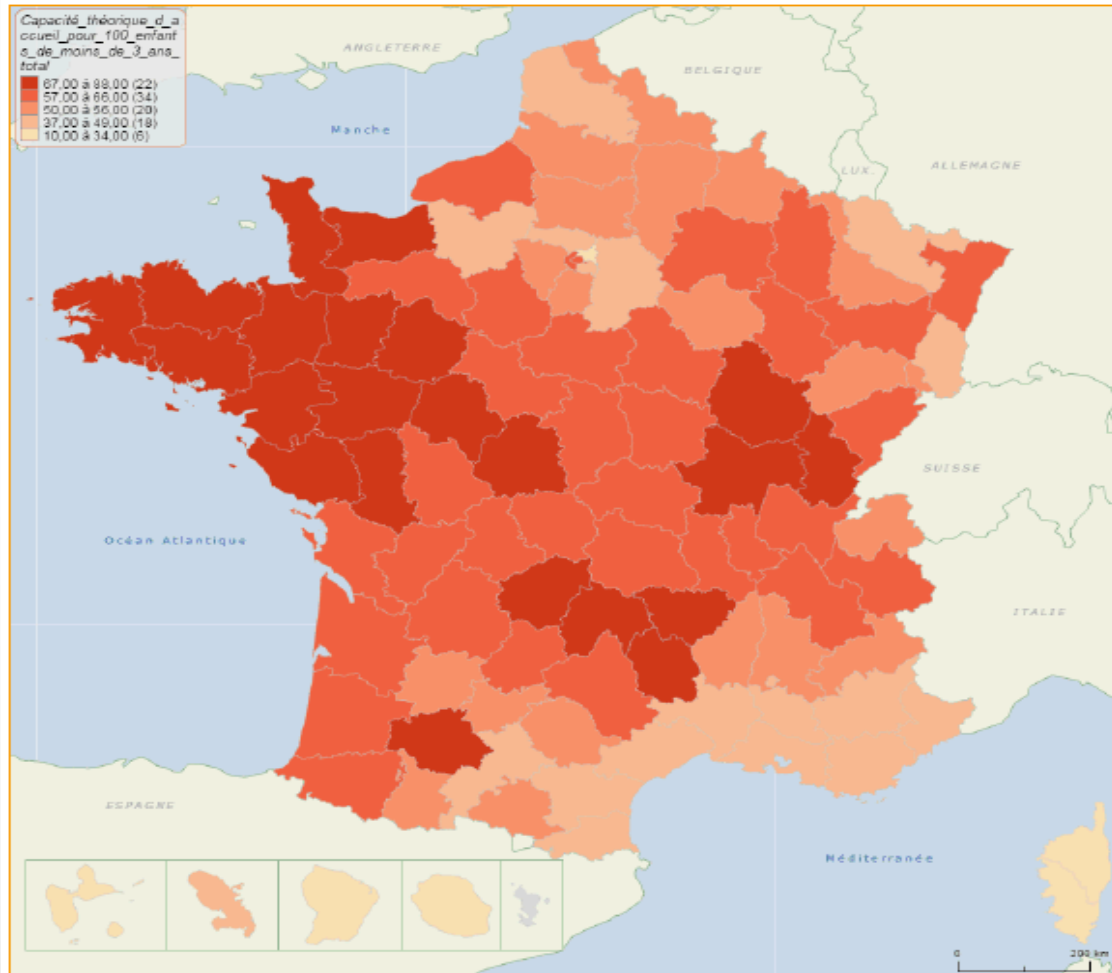 Capacité_théorique_d_a
ccueil_pour_100_enfant
s_de_moins_de_3_ans_
total
67,00 à 88,00 (22)
57,00 à 66,00 (34)
50,00 à 56,00 (20)
37,00 à 49,00 (18)
10,00 à 34,00 (6)
ANGLETERRE
BELGIQUE
Manche
LUX.
ALLEMAGNE
SUISSE
Océan Atlantique
ITALIE
ESPAGNE
Méditerranée
0 200 km